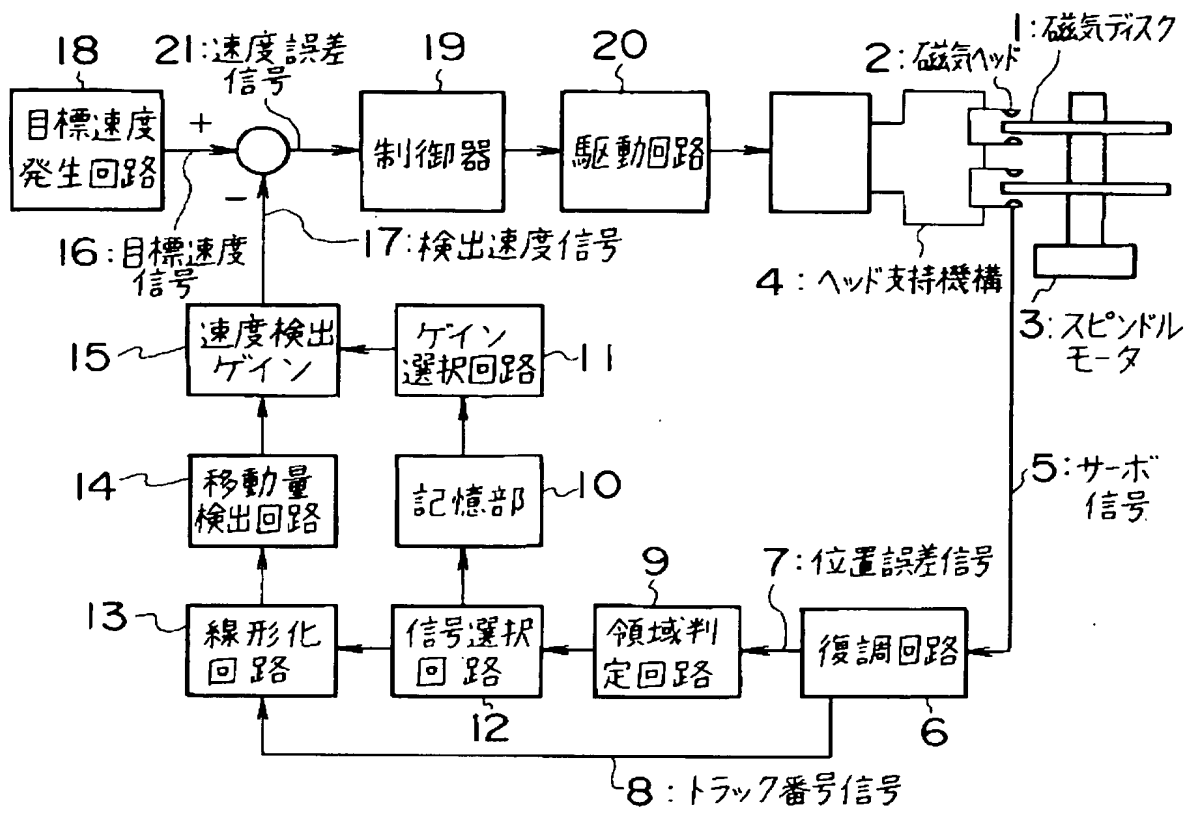 18
目標速度
発生回路
21:速度誤差
信号
+
−
16:目標速度
信号
17:検出速度信号
19
制御器
20
駆動回路
1:磁気ディスク
2:磁気ヘッド
4:ヘッド支持機構
3:スピンドル
モータ
15
速度検出
ゲイン
ゲイン
選択回路
11
14
移動量
検出回路
記憶部
10
5:サーボ
信号
13
線形化
回路
信号選択
回路
12
9
領域判
定回路
7:位置誤差信号
復調回路
6
8:トラック番号信号